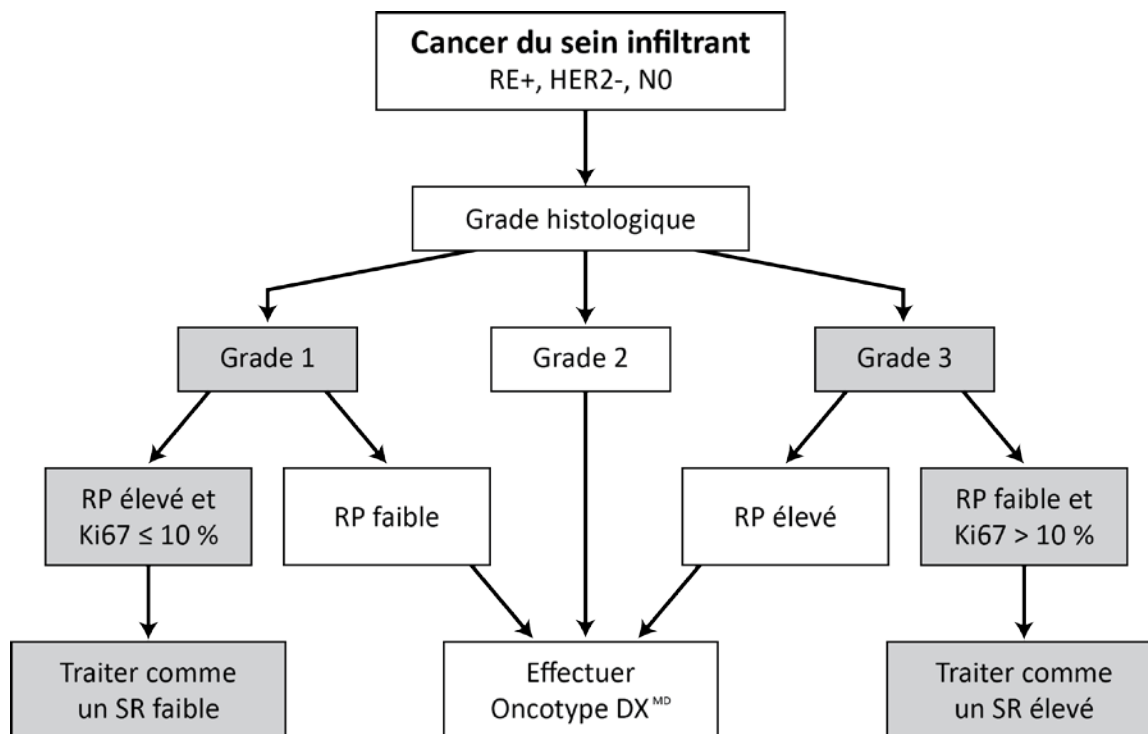 Cancer du sein infiltrant
RE+, HER2-, N0
Grade histologique
Grade 1
Grade 2
Grade 3
RP élevé et
Ki67 ≤ 10 %
RP faible
RP élevé
RP faible et
Ki67 > 10 %
Traiter comme
un SR faible
Effectuer
Oncotype DX MD
Traiter comme
un SR élevé